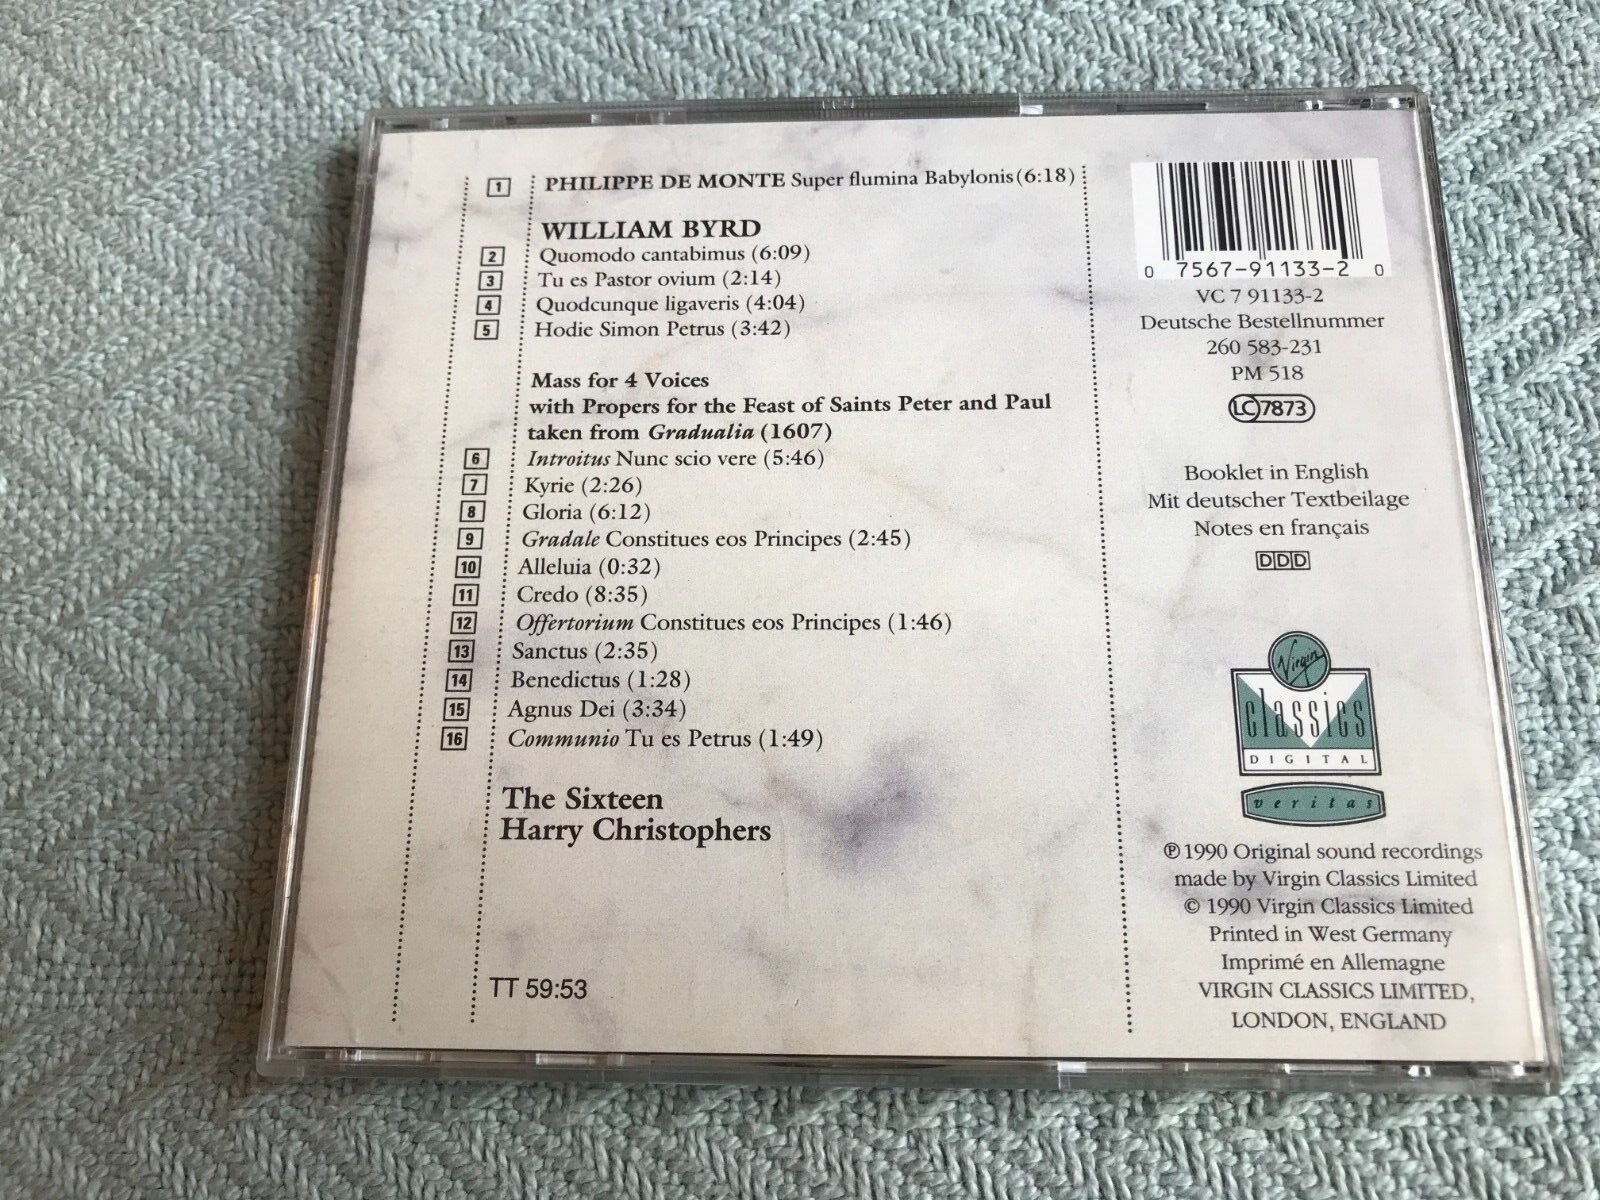 1 PHILIPPE DE MONTE Super flumina Babylonis (6:18)
WILLIAM BYRD
2 Quomodo cantabimus (6:09)
3 Tu es Pastor ovium (2:14)
4 Quodcunque ligaveris (4:04)
5 Hodie Simon Petrus (3:42)
Mass for 4 Voices
with Propers for the Feast of Saints Peter and Paul
taken from Gradualia (1607)
6 Introitus Nunc scio vere (5:46)
7 Kyrie (2:26)
8 Gloria (6:12)
9 Gradale Constitues eos Principes (2:45)
10 Alleluia (0:32)
11 Credo (8:35)
12 Offertorium Constitues eos Principes (1:46)
13 Sanctus (2:35)
14 Benedictus (1:28)
15 Agnus Dei (3:34)
16 Communio Tu es Petrus (1:49)
The Sixteen
Harry Christophers
TT 59:53
0 7567-91133-2 0
VC 7 91133-2
Deutsche Bestellnummer
260 583-231
PM 518
LC 7873
Booklet in English
Mit deutscher Textbeilage
Notes en français
DDD
Virgin
classics
DIGITAL
veritas
℗ 1990 Original sound recordings
made by Virgin Classics Limited
© 1990 Virgin Classics Limited
Printed in West Germany
Imprimé en Allemagne
VIRGIN CLASSICS LIMITED,
LONDON, ENGLAND